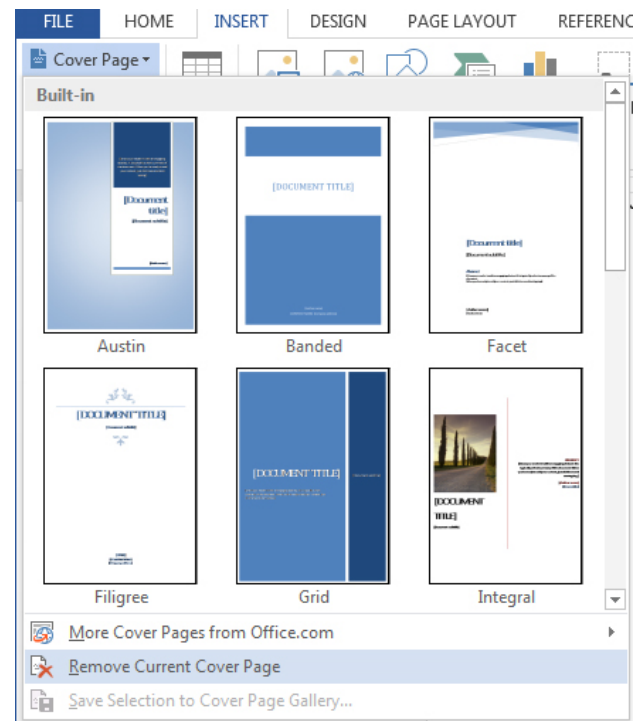 FILE HOME INSERT DESIGN PAGE LAYOUT REFERENC
Cover Page
Built-in
[Document
title]
[DOCUMENT TITLE]
[Document title]
Austin Banded Facet
[DOCUMENT TITLE]
[DOCUMENT TITLE]
[DOCUMENT
TITLE]
Filigree Grid Integral
More Cover Pages from Office.com
Remove Current Cover Page
Save Selection to Cover Page Gallery...